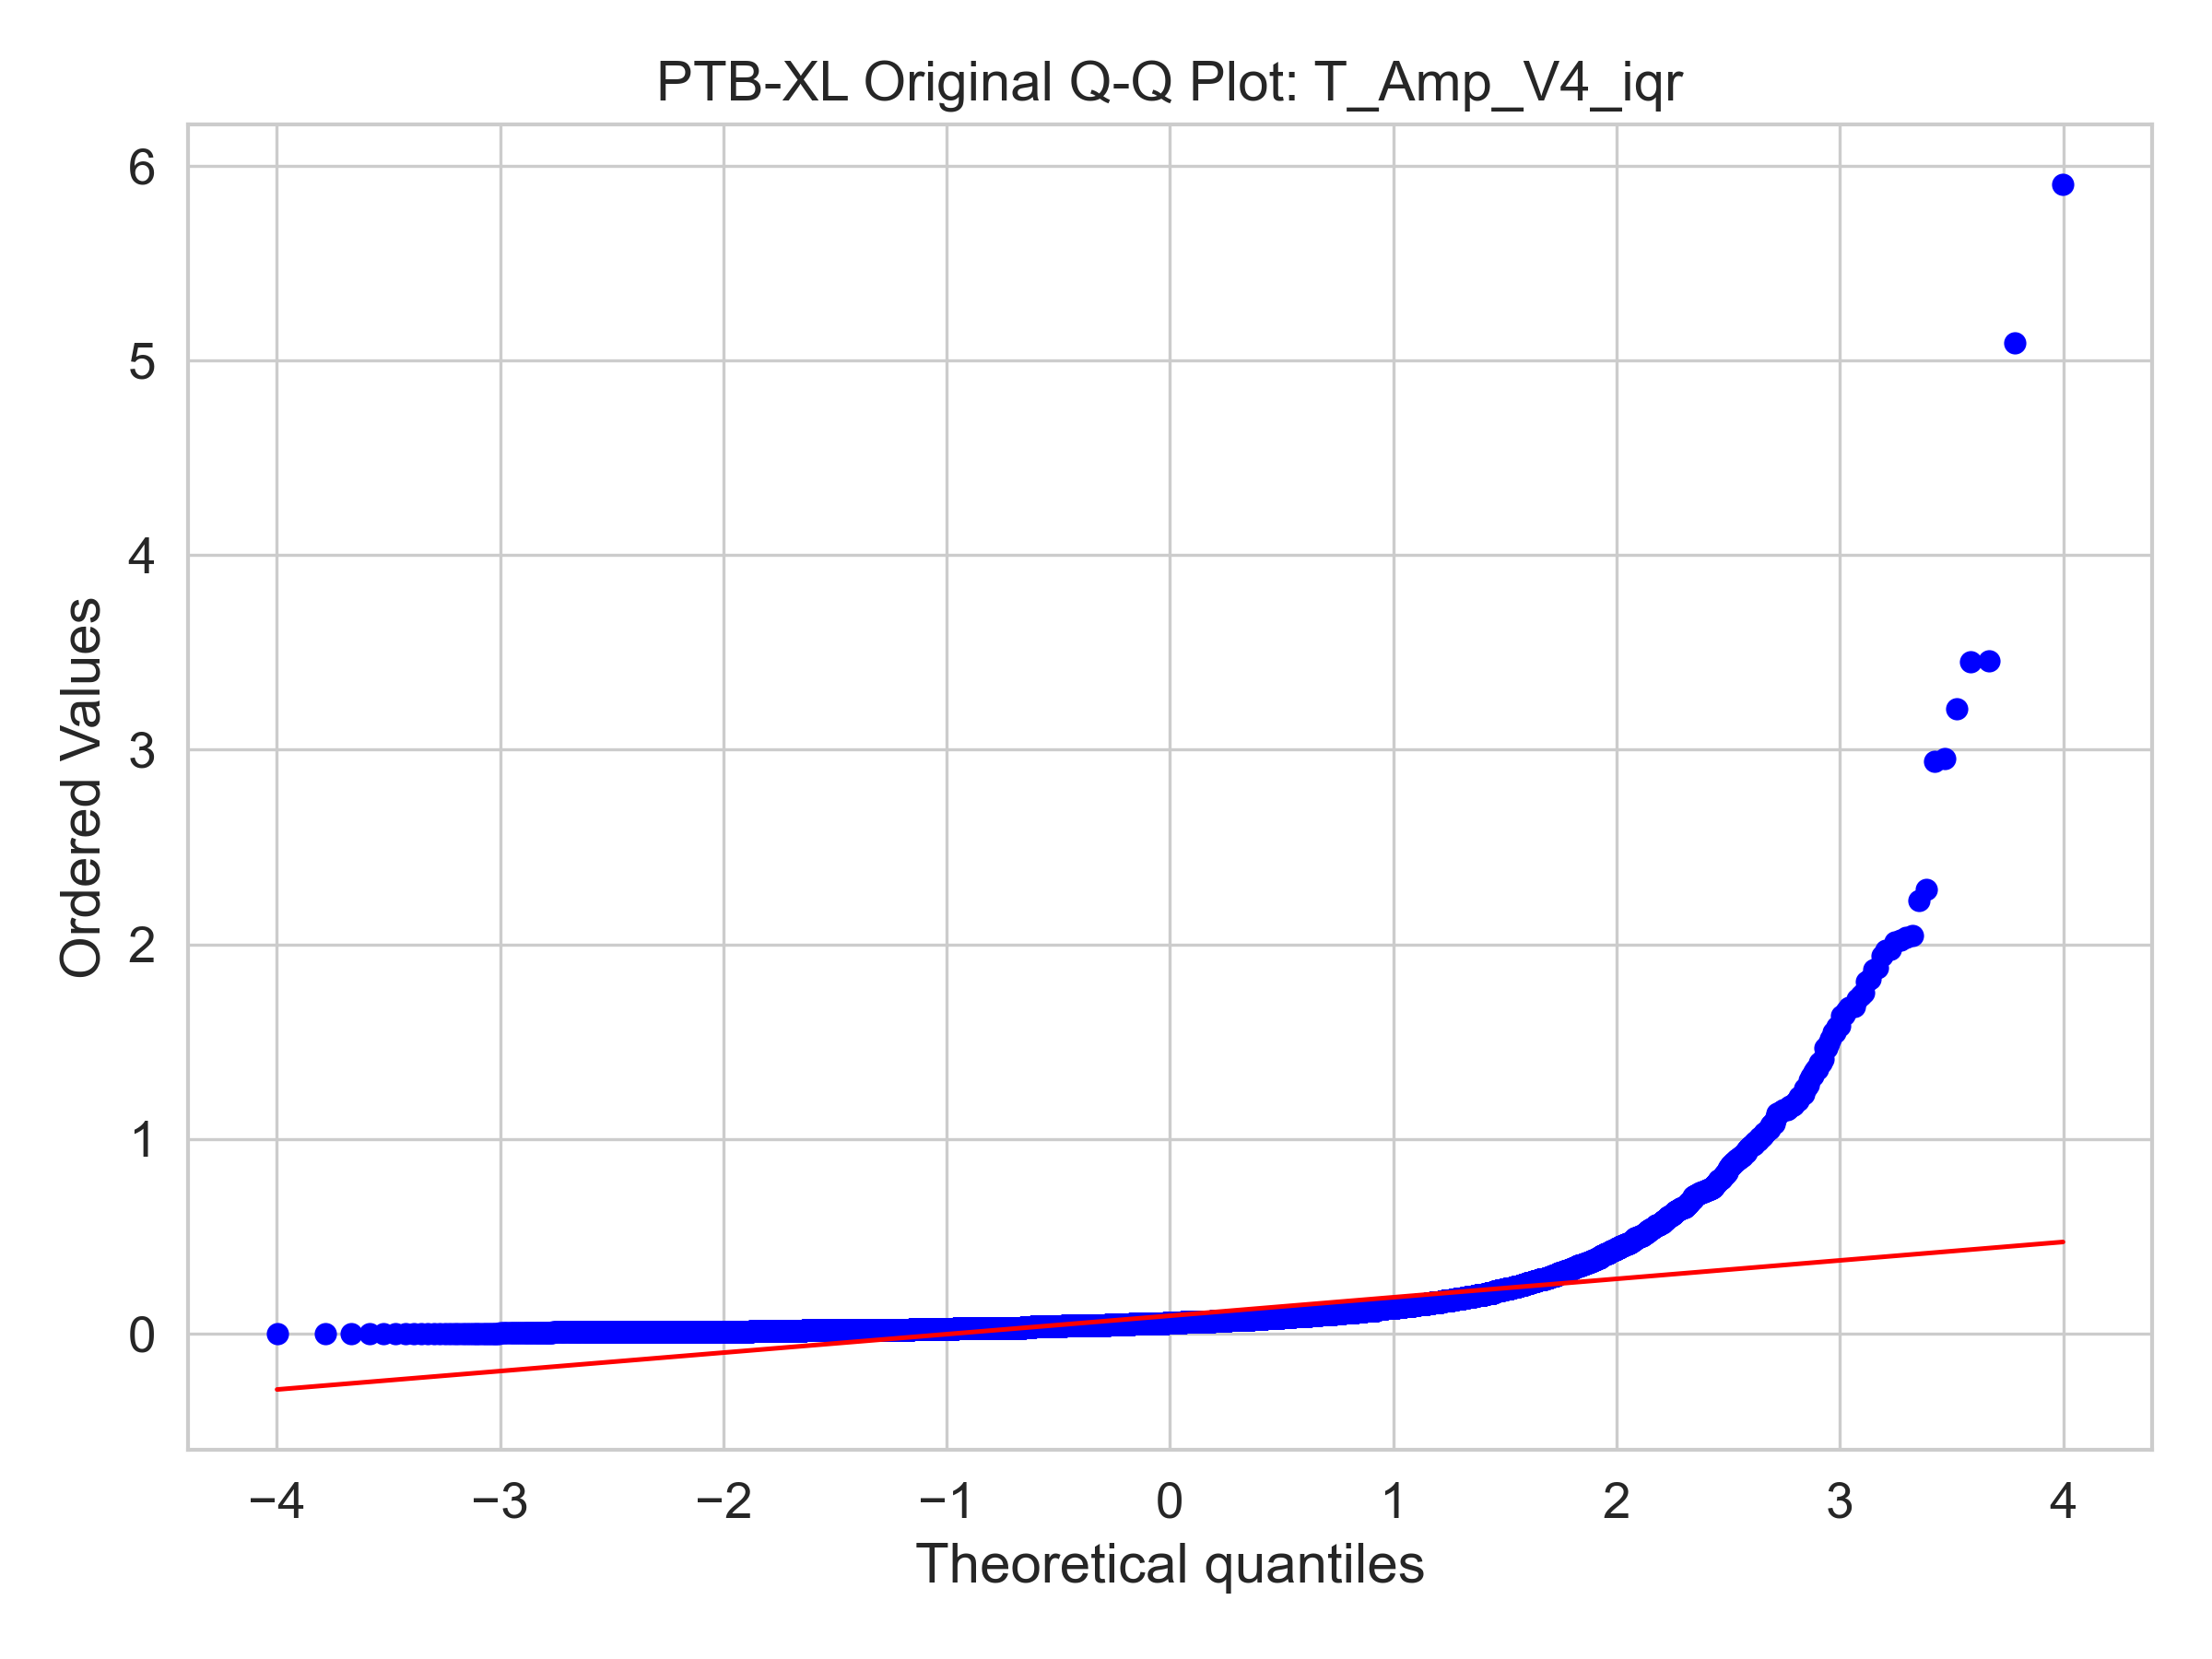 PTB-XL Original Q-Q Plot: T_Amp_V4_iqr
6
5
4
3
2
1
0
Ordered Values
−4 −3 −2 −1 0 1 2 3 4
Theoretical quantiles